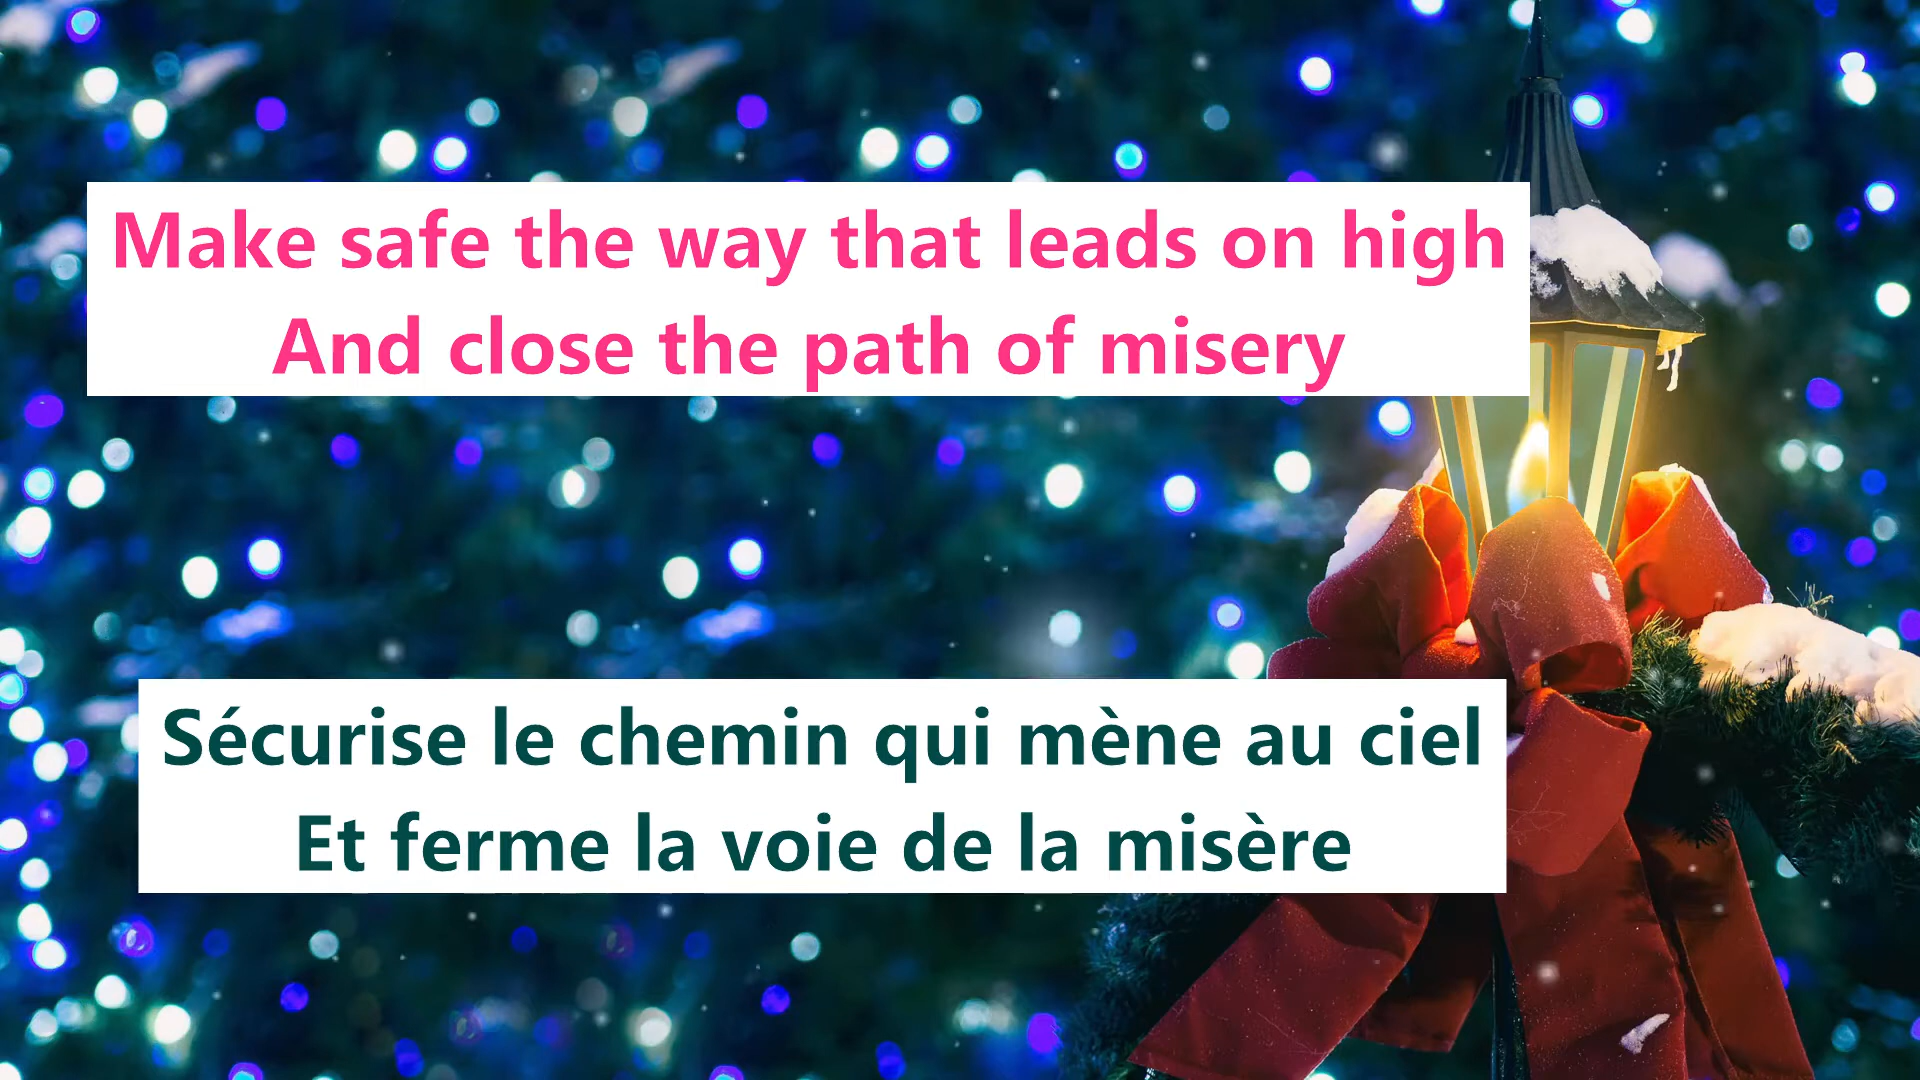 Make safe the way that leads on high
And close the path of misery
Sécurise le chemin qui mène au ciel
Et ferme la voie de la misère